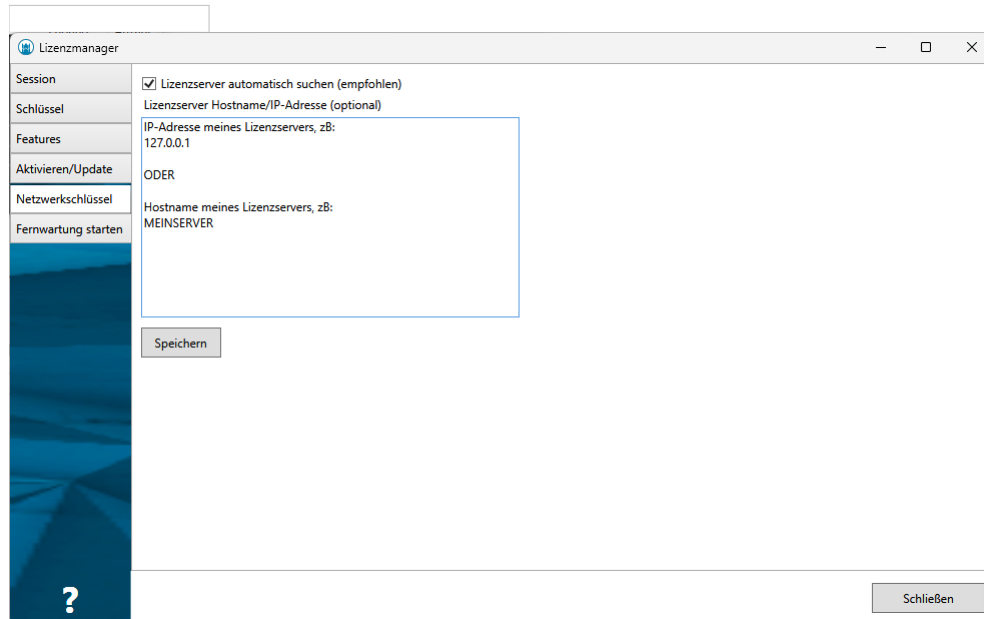 Lizenzmanager
Session
Schlüssel
Features
Aktivieren/Update
Netzwerkschlüssel
Fernwartung starten
?
Lizenzserver automatisch suchen (empfohlen)
Lizenzserver Hostname/IP-Adresse (optional)
IP-Adresse meines Lizenzservers, zB:
127.0.0.1
ODER
Hostname meines Lizenzservers, zB:
MEINSERVER
Speichern
Schließen